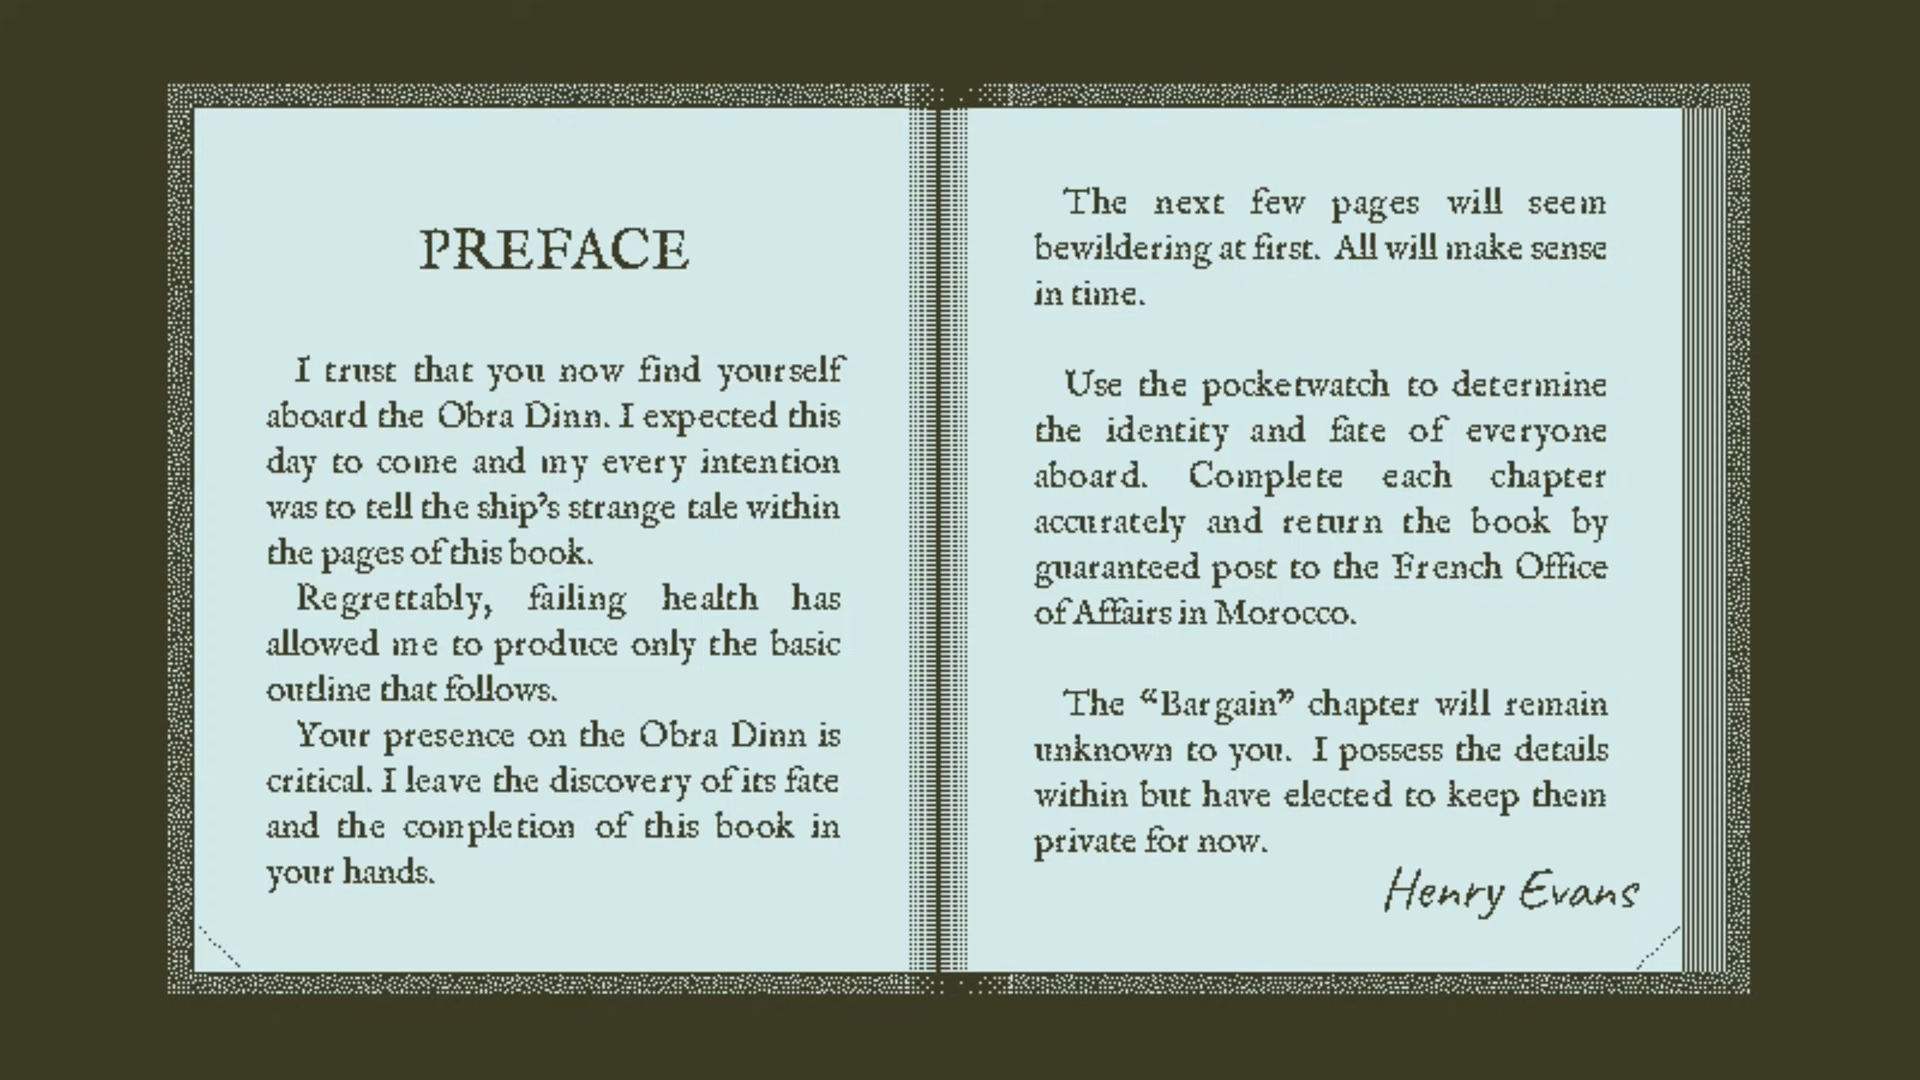 PREFACE
I trust that you now find yourself
aboard the Obra Dinn. I expected this
day to come and my every intention
was to tell the ship's strange tale within
the pages of this book.
Regrettably, failing health has
allowed me to produce only the basic
outline that follows.
Your presence on the Obra Dinn is
critical. I leave the discovery of its fate
and the completion of this book in
your hands.
The next few pages will seem
bewildering at first. All will make sense
in time.
Use the pocketwatch to determine
the identity and fate of everyone
aboard. Complete each chapter
accurately and return the book by
guaranteed post to the French Office
of Affairs in Morocco.
The “Bargain” chapter will remain
unknown to you. I possess the details
within but have elected to keep them
private for now.
Henry Evans